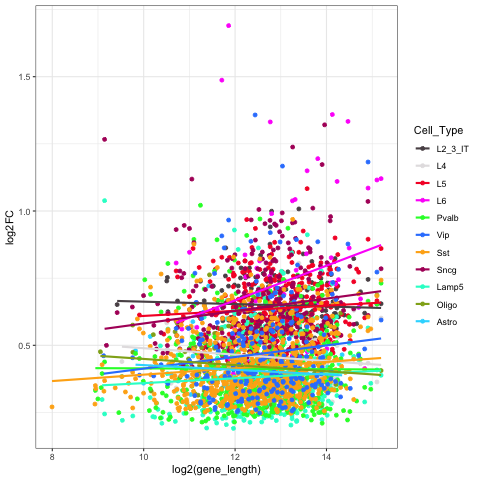 1.5
1.0
0.5
log2FC
8
10
12
14
log2(gene_length)
Cell_Type
L2_3_IT
L4
L5
L6
Pvalb
Vip
Sst
Sncg
Lamp5
Oligo
Astro